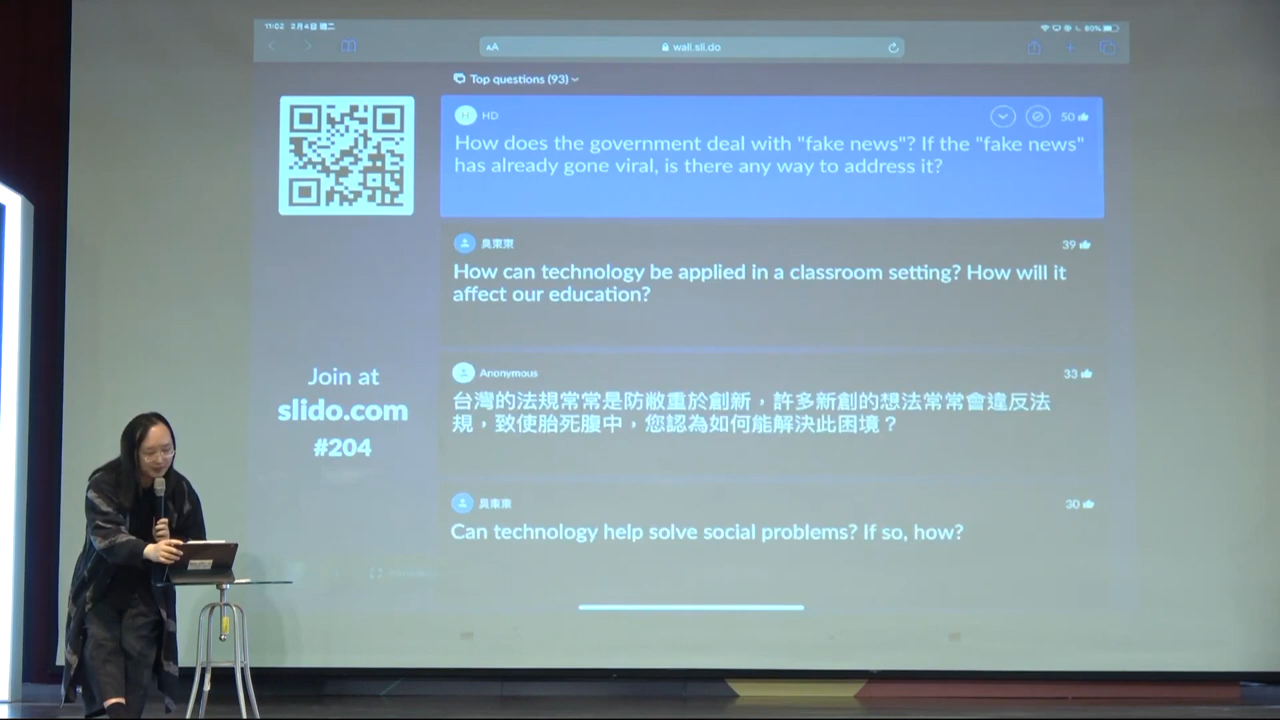 11:02 2月4日 週二
80%
AA
wall.sli.do
Top questions (93)
H HD
50
How does the government deal with "fake news"? If the "fake news"
has already gone viral, is there any way to address it?
吳東東
39
How can technology be applied in a classroom setting? How will it
affect our education?
Anonymous
33
台灣的法規常常是防敝重於創新，許多新創的想法常常會違反法
規，致使胎死腹中，您認為如何能解決此困境？
吳東東
30
Can technology help solve social problems? If so, how?
Join at
slido.com
#204